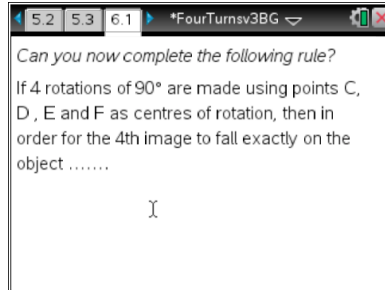 5.2 5.3 6.1 *FourTurnsv3BG
Can you now complete the following rule?
If 4 rotations of 90° are made using points C,
D , E and F as centres of rotation, then in
order for the 4th image to fall exactly on the
object .......